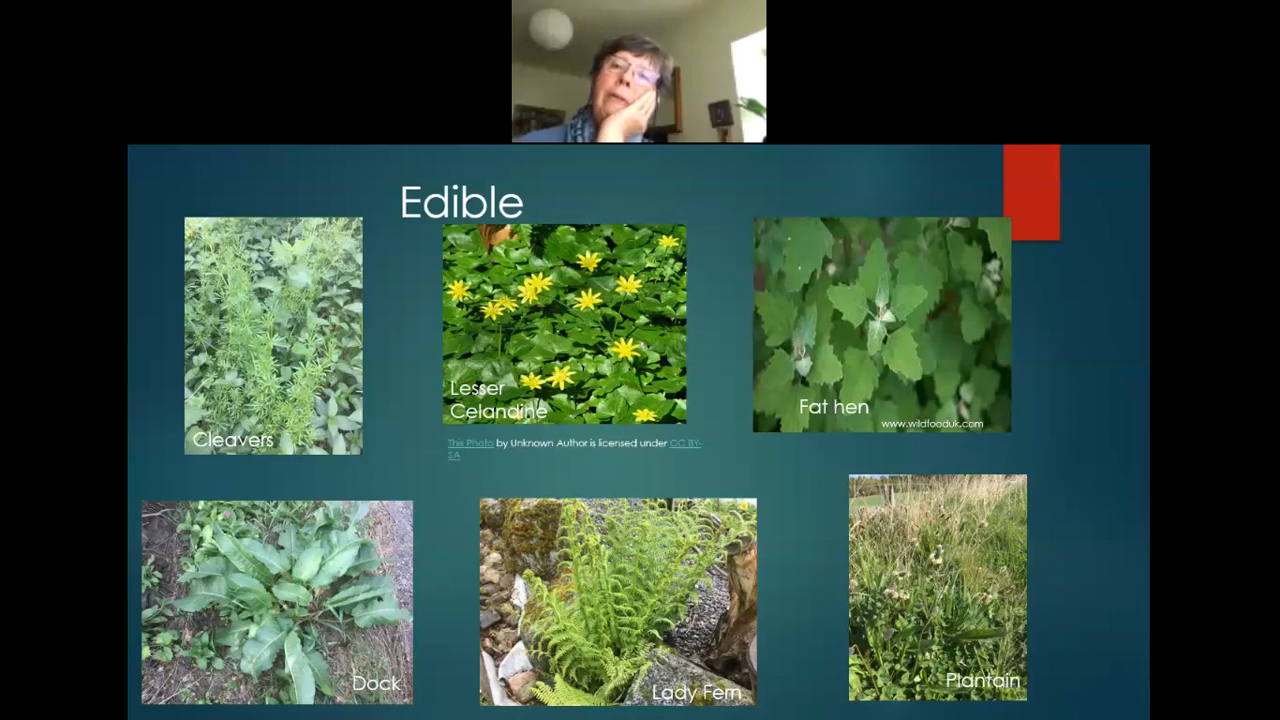 Edible
Cleavers
Lesser
Celandine
This Photo by Unknown Author is licensed under CC BY-
SA
Fat hen
www.wildfooduk.com
Dock
Lady Fern
Plantain